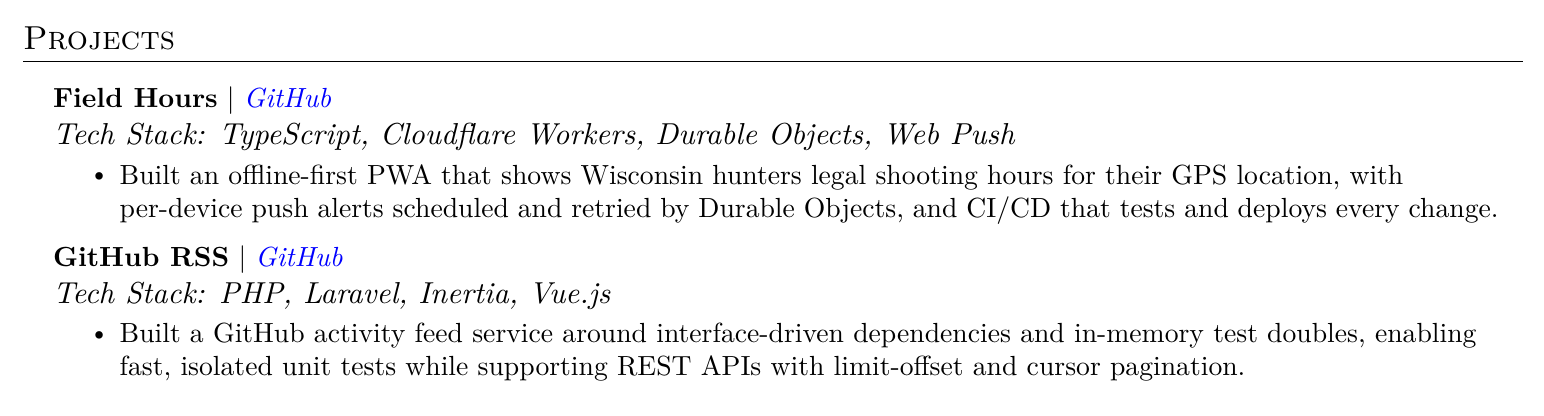 Projects
Field Hours | GitHub
Tech Stack: TypeScript, Cloudflare Workers, Durable Objects, Web Push
• Built an offline-first PWA that shows Wisconsin hunters legal shooting hours for their GPS location, with
per-device push alerts scheduled and retried by Durable Objects, and CI/CD that tests and deploys every change.
GitHub RSS | GitHub
Tech Stack: PHP, Laravel, Inertia, Vue.js
• Built a GitHub activity feed service around interface-driven dependencies and in-memory test doubles, enabling
fast, isolated unit tests while supporting REST APIs with limit-offset and cursor pagination.